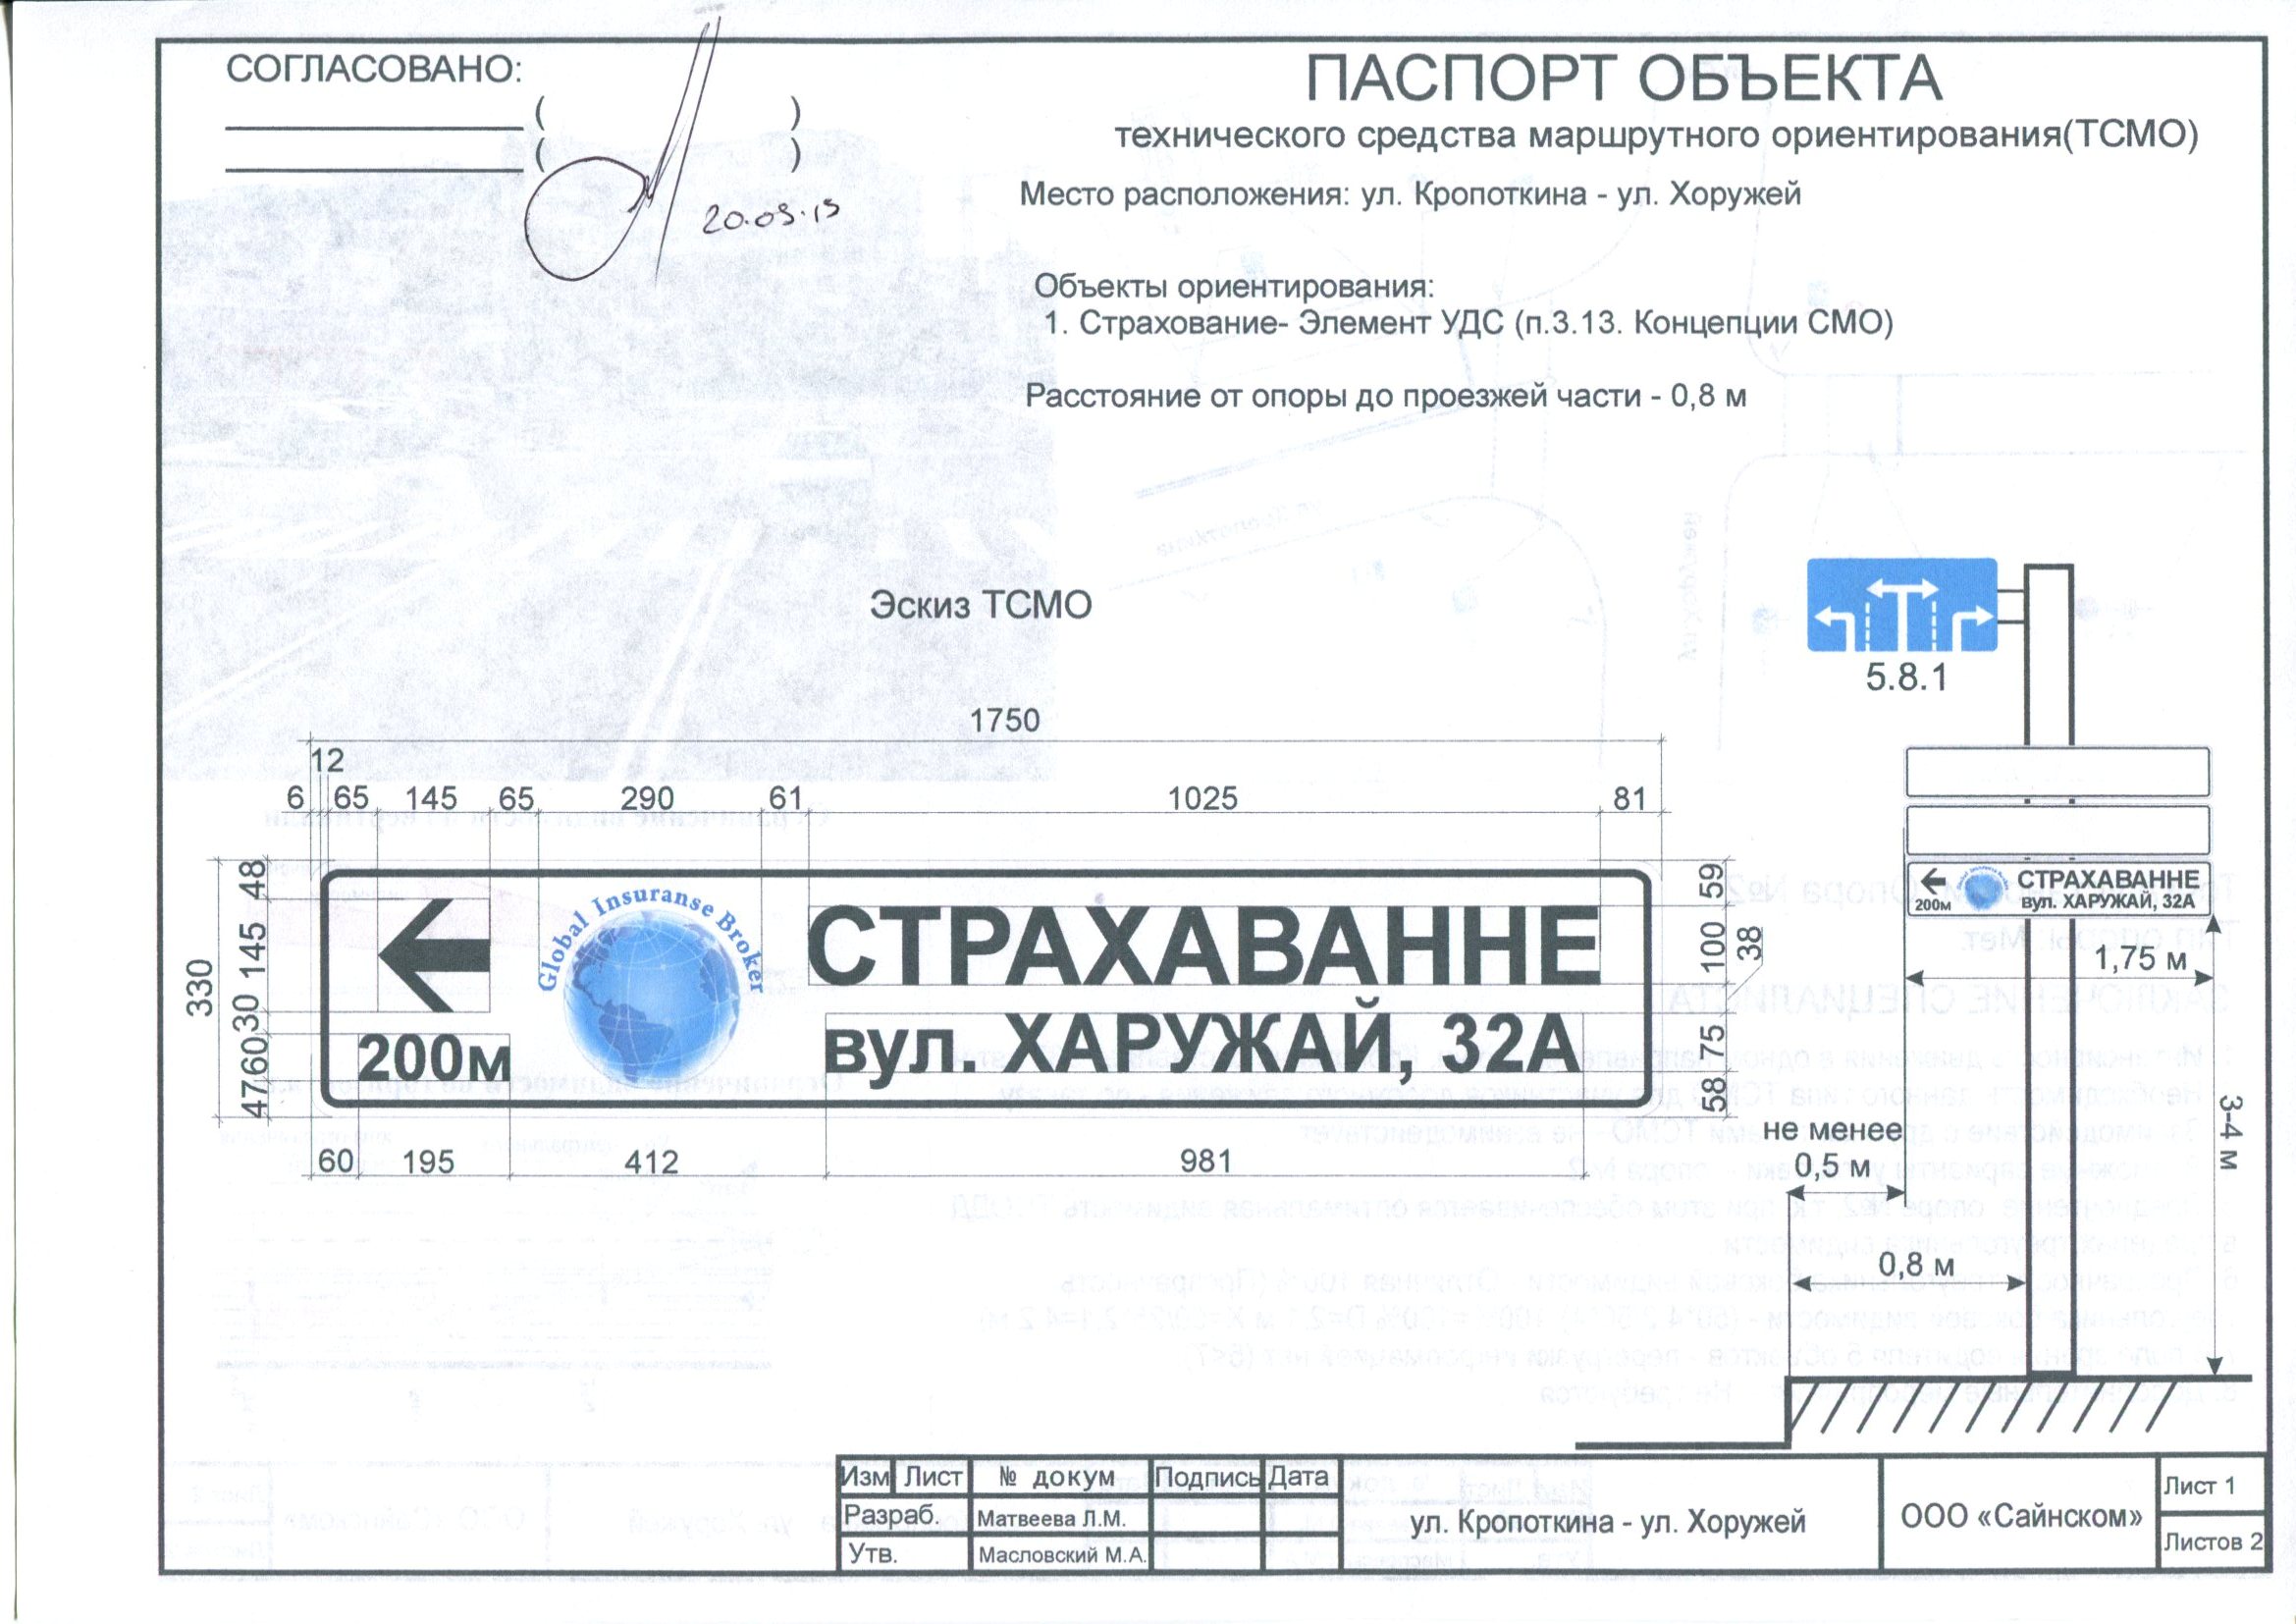 СОГЛАСОВАНО:
( )
( )
20.05.15
ПАСПОРТ ОБЪЕКТА
технического средства маршрутного ориентирования(ТСМО)
Место расположения: ул. Кропоткина - ул. Хоружей
Объекты ориентирования:
1. Страхование- Элемент УДС (п.3.13. Концепции СМО)
Расстояние от опоры до проезжей части - 0,8 м
Эскиз ТСМО
5.8.1
1750
12
6 65 145 65 290 61 1025 81
330
48 145 30 60 47
Global Insuranse Broker
СТРАХАВАННЕ
200м
вул. ХАРУЖАЙ, 32А
59 100 38 75 58
60 195 412 981
СТРАХАВАННЕ
200м
вул. ХАРУЖАЙ, 32А
1,75 м
3-4 м
не менее
0,5 м
0,8 м
Изм Лист № докум Подпись Дата
Разраб. Матвеева Л.М.
Утв. Масловский М.А.
ул. Кропоткина - ул. Хоружей
ООО «Сайнском»
Лист 1
Листов 2